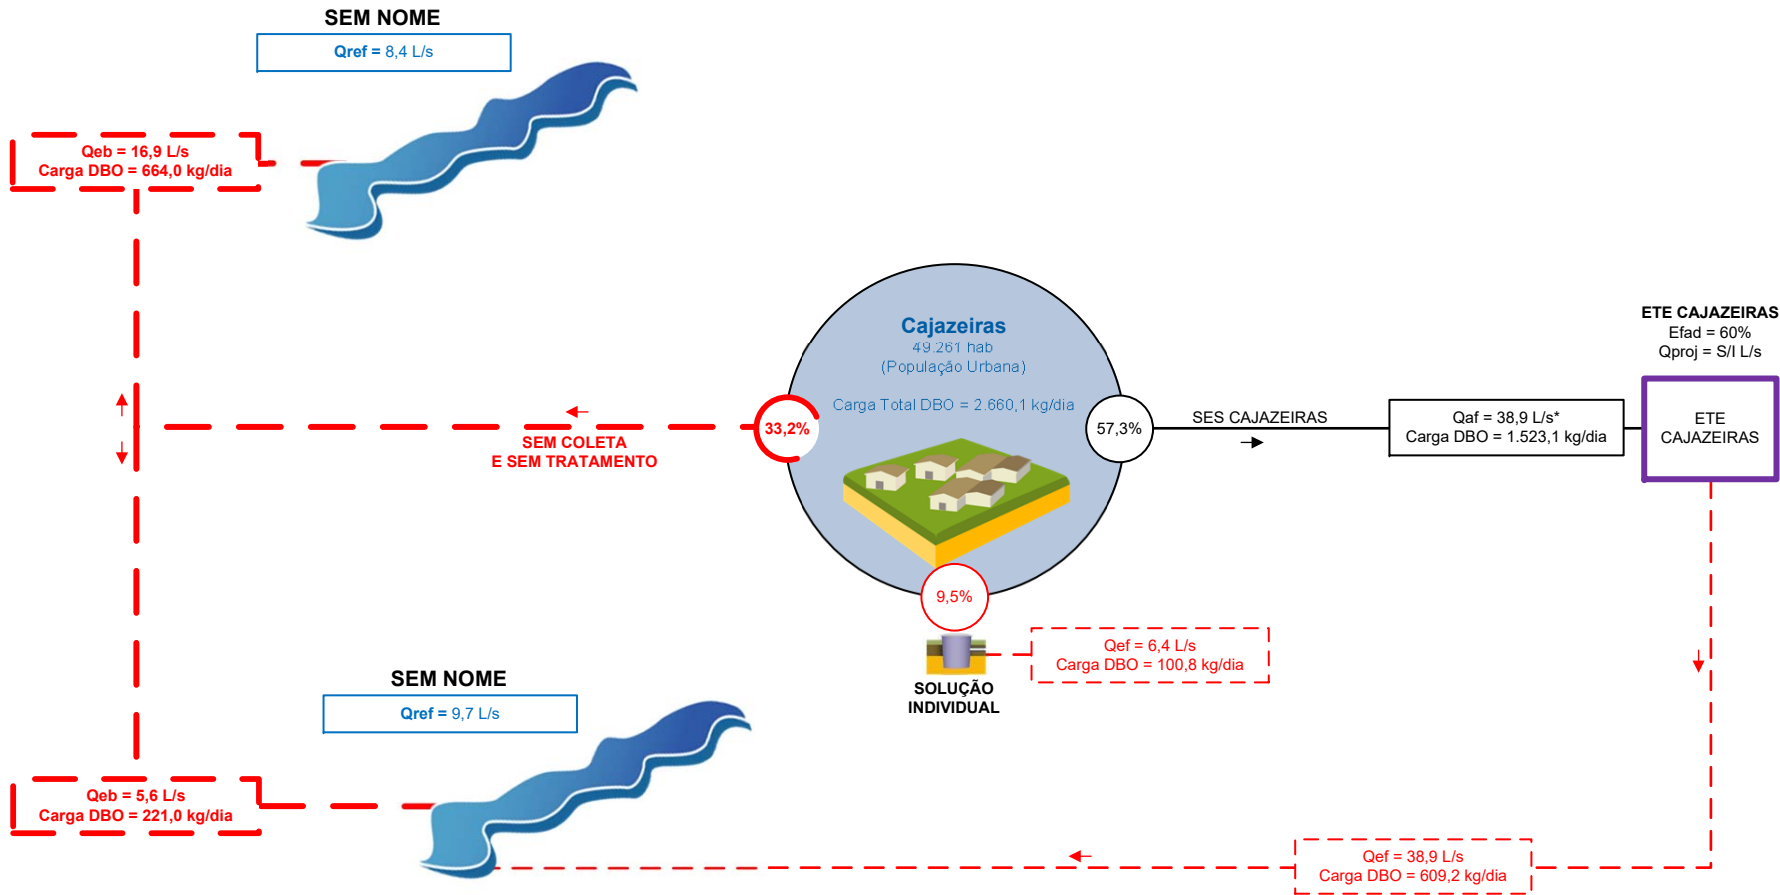 SEM NOME
Qref = 8,4 L/s
Qeb = 16,9 L/s
Carga DBO = 664,0 kg/dia
Cajazeiras
49.261 hab
(População Urbana)
Carga Total DBO = 2.660,1 kg/dia
33,2%
SEM COLETA
E SEM TRATAMENTO
57,3%
SES CAJAZEIRAS
Qaf = 38,9 L/s*
Carga DBO = 1.523,1 kg/dia
ETE CAJAZEIRAS
Efad = 60%
Qproj = S/I L/s
ETE
CAJAZEIRAS
9,5%
SOLUÇÃO
INDIVIDUAL
Qef = 6,4 L/s
Carga DBO = 100,8 kg/dia
SEM NOME
Qref = 9,7 L/s
Qeb = 5,6 L/s
Carga DBO = 221,0 kg/dia
Qef = 38,9 L/s
Carga DBO = 609,2 kg/dia